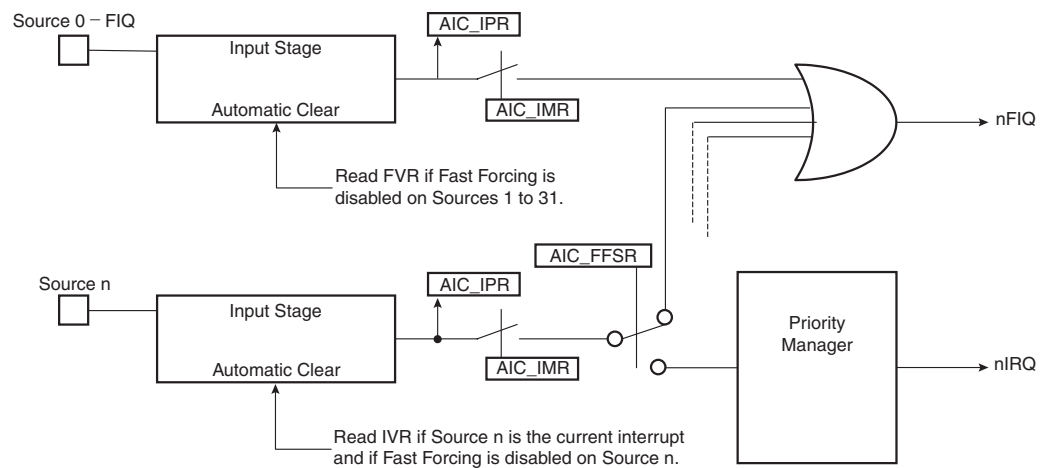 Source 0 – FIQ
AIC_IPR
Input Stage
Automatic Clear
AIC_IMR
nFIQ
Read FVR if Fast Forcing is
disabled on Sources 1 to 31.
AIC_FFSR
Source n
AIC_IPR
Input Stage
Priority
Manager
Automatic Clear
AIC_IMR
nIRQ
Read IVR if Source n is the current interrupt
and if Fast Forcing is disabled on Source n.